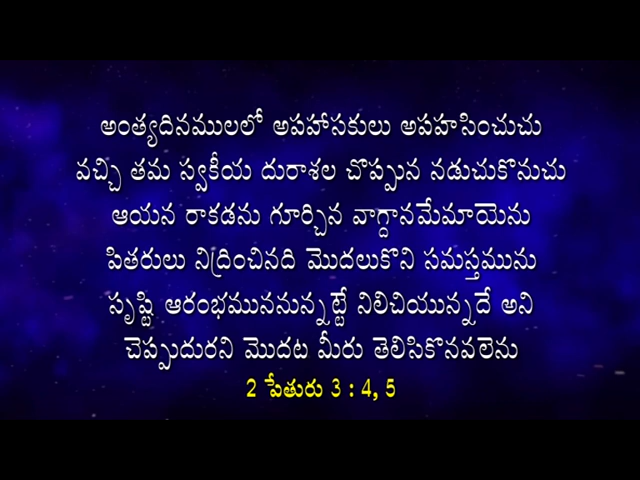 అంత్యదినములలో అపహాసకులు అపహసించుచు
వచ్చి తమ స్వకీయ దురాశల చొప్పున నడుచుకొనుచు
ఆయన రాకడను గూర్చిన వాగ్దానమేమాయెను
పితరులు నిద్రించినది మొదలుకొని సమస్తమును
సృష్టి ఆరంభముననున్నట్టే నిలిచియున్నదే అని
చెప్పుదురని మొదట మీరు తెలిసికొనవలెను
2 పేతురు 3 : 4, 5